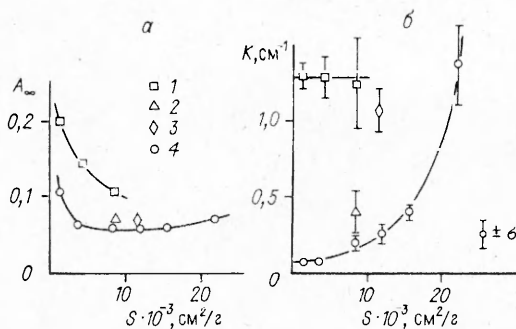 а
б
A∞
0,2
0,1
0
10
20
S·10⁻³, см²/г
□ 1
△ 2
◇ 3
○ 4
K, см⁻¹
1,0
0,5
0
10
20
S·10⁻³, см²/г
± б